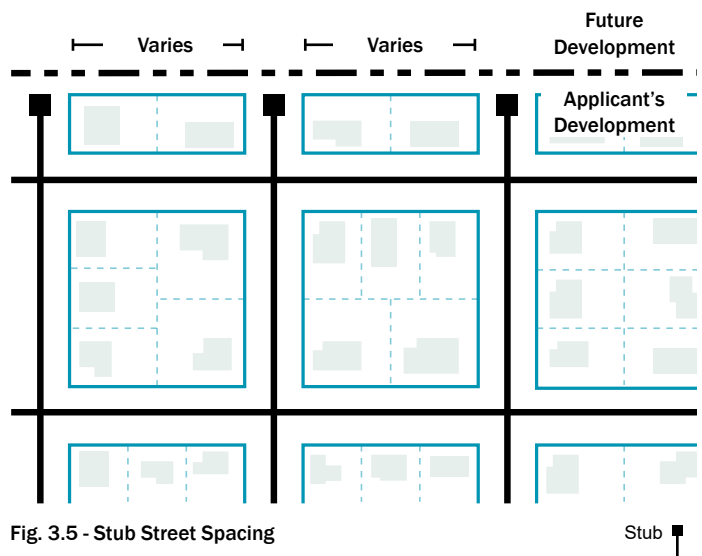 Varies
Varies
Future
Development
Applicant's
Development
Fig. 3.5 - Stub Street Spacing
Stub